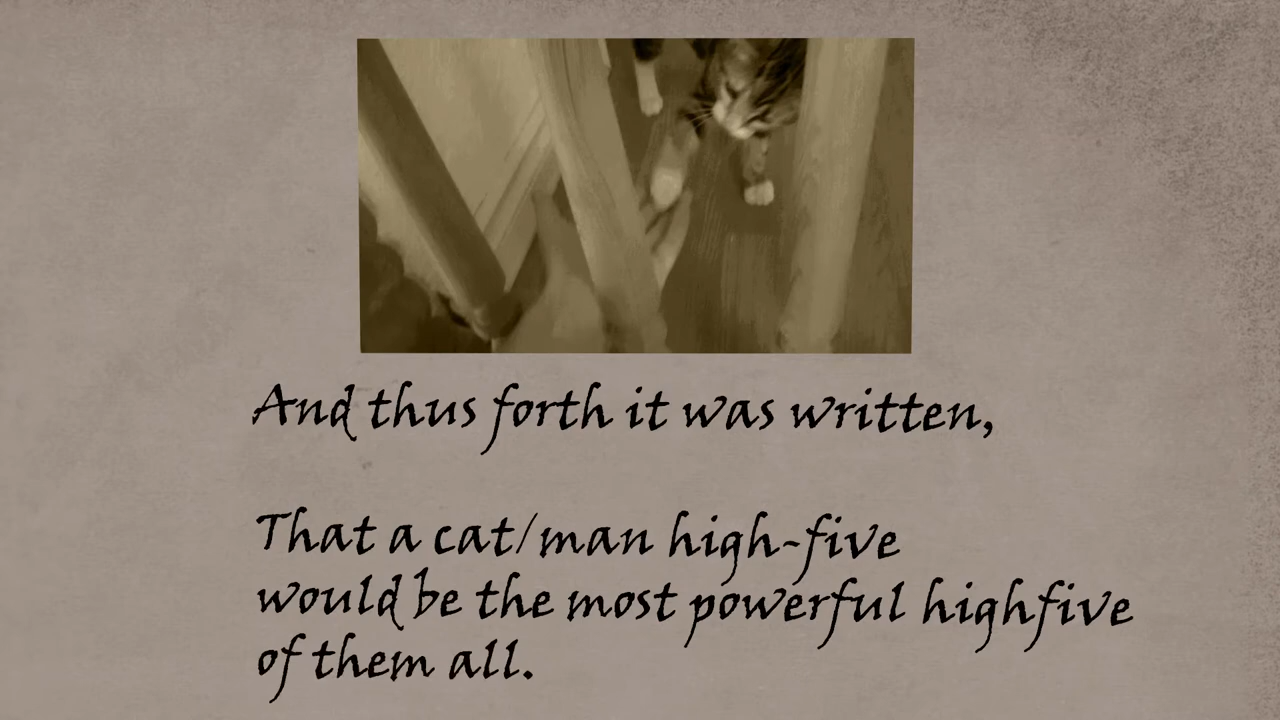 And thus forth it was written,
That a cat/man high-five
would be the most powerful highfive
of them all.